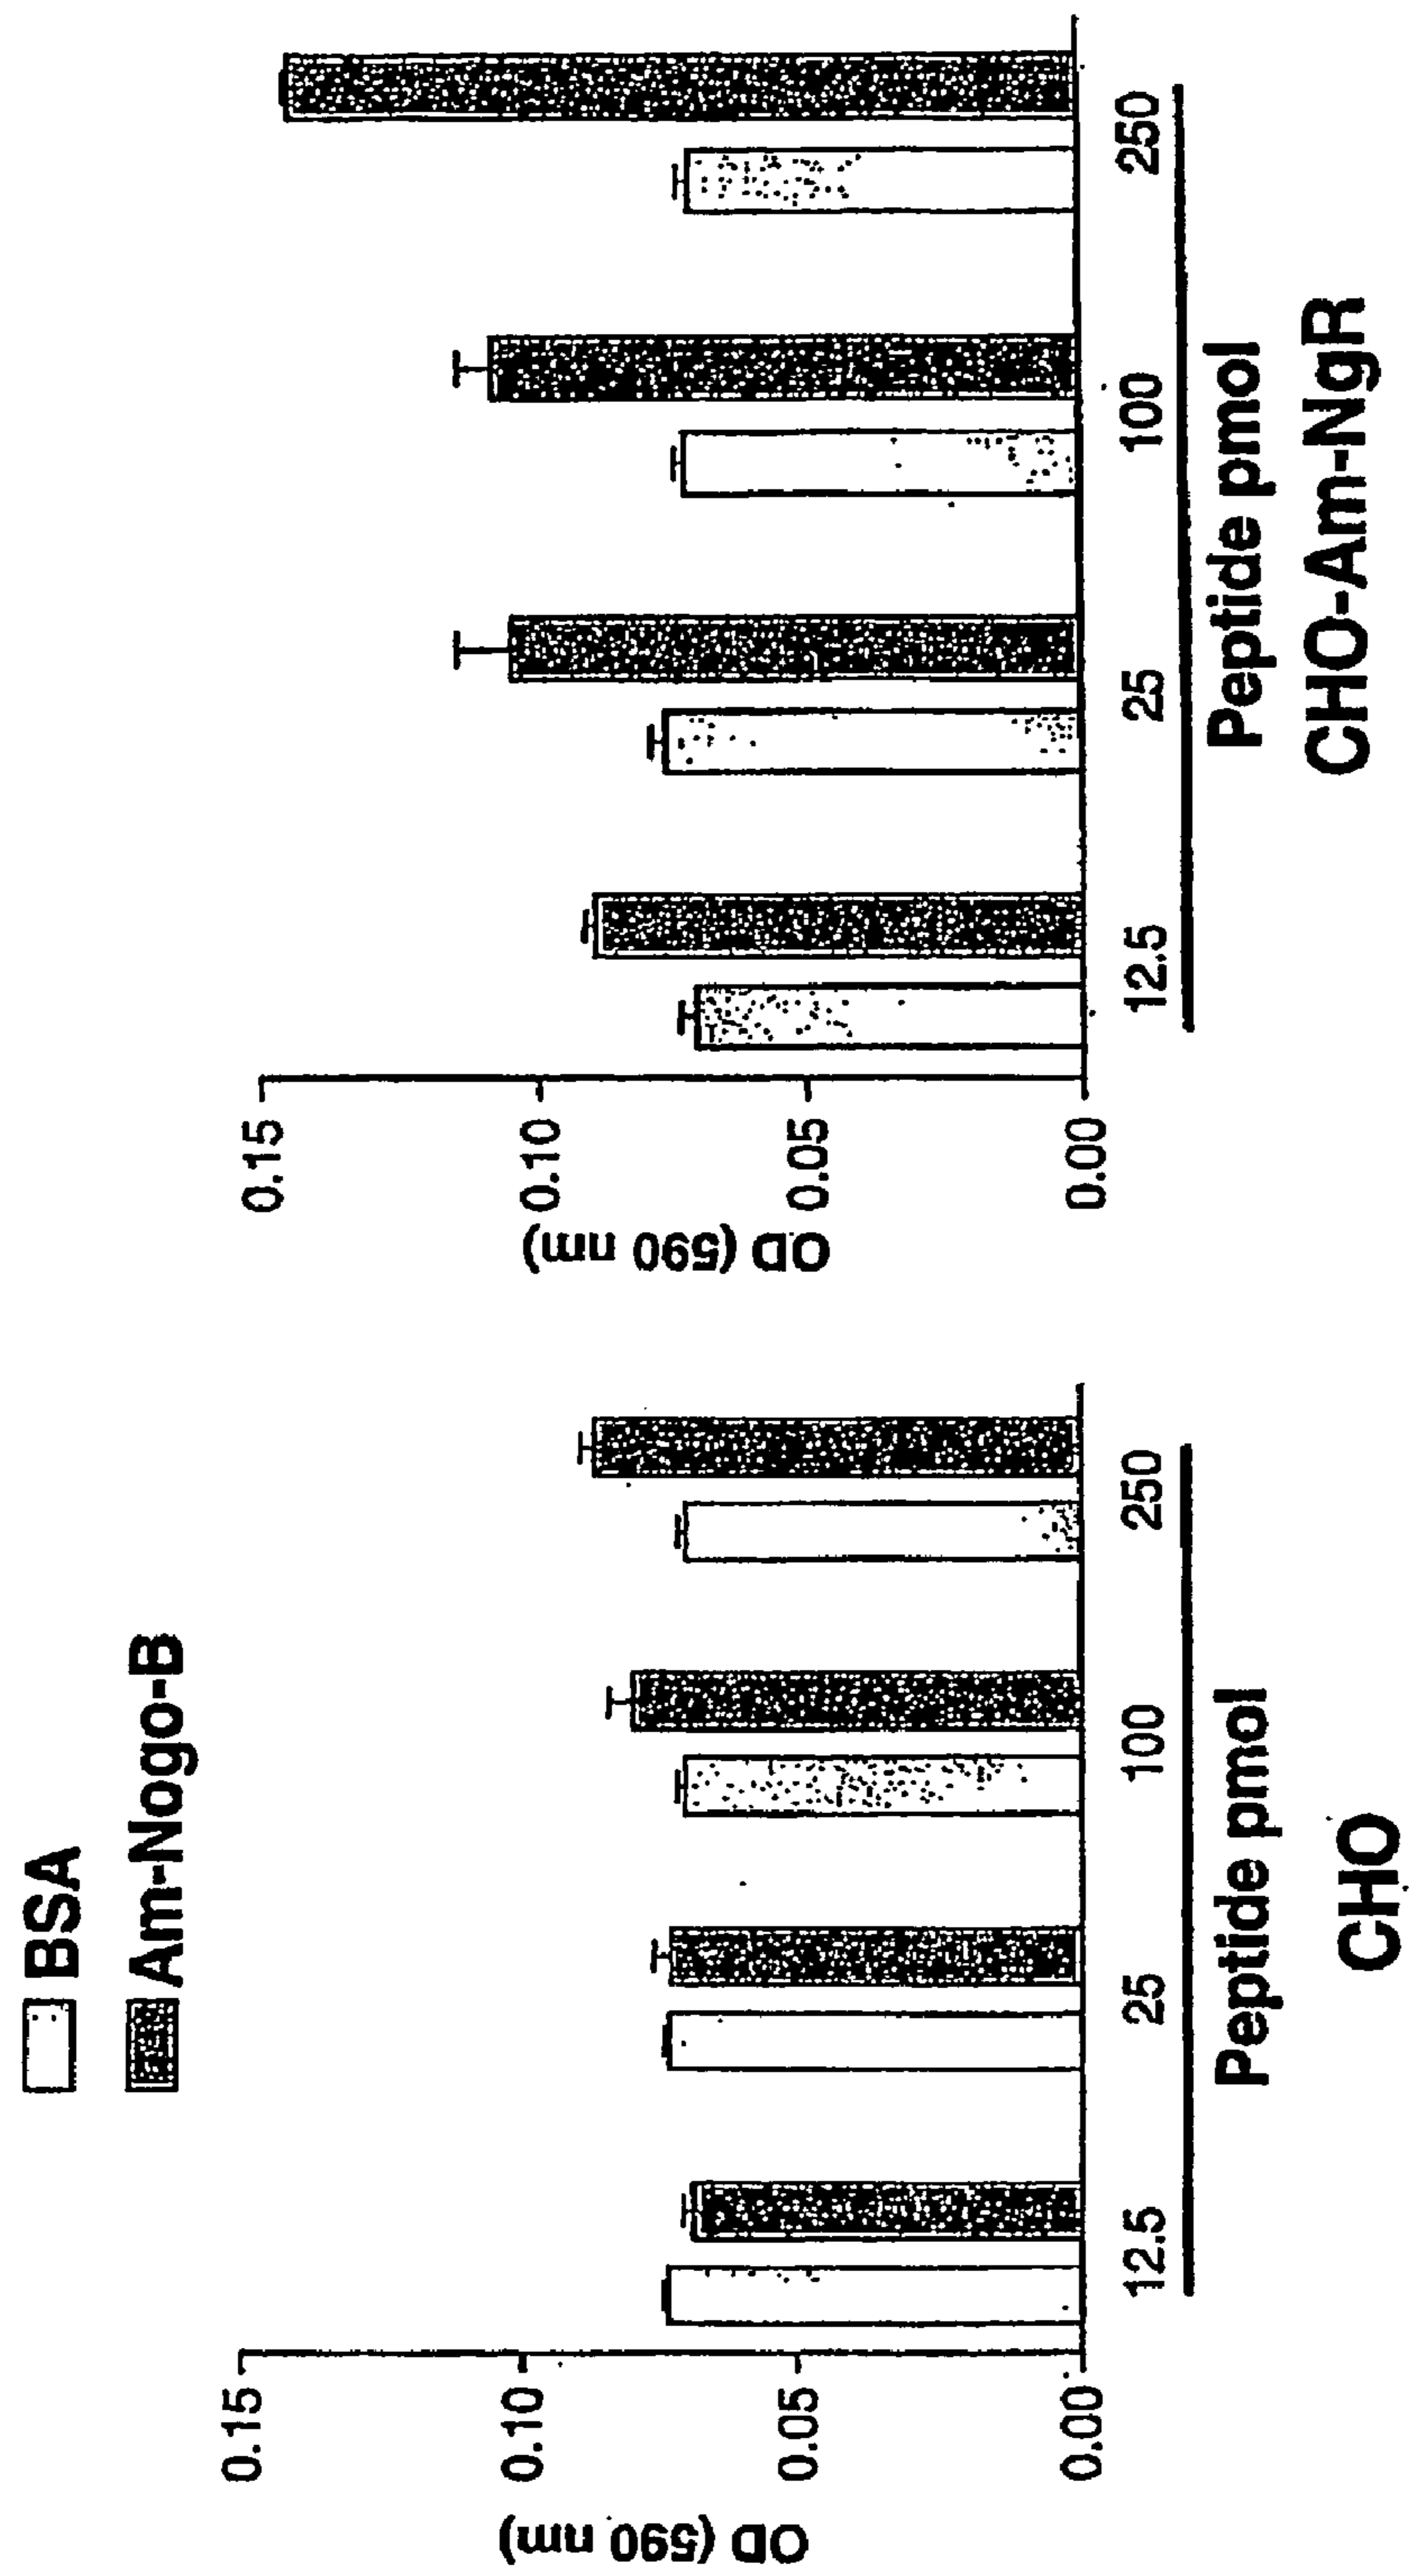 BSA
Am-Nogo-B
OD (590 nm)
0.15
0.10
0.05
0.00
12.5 25 100 250
Peptide pmol
CHO
OD (590 nm)
0.15
0.10
0.05
0.00
12.5 25 100 250
Peptide pmol
CHO-Am-NgR